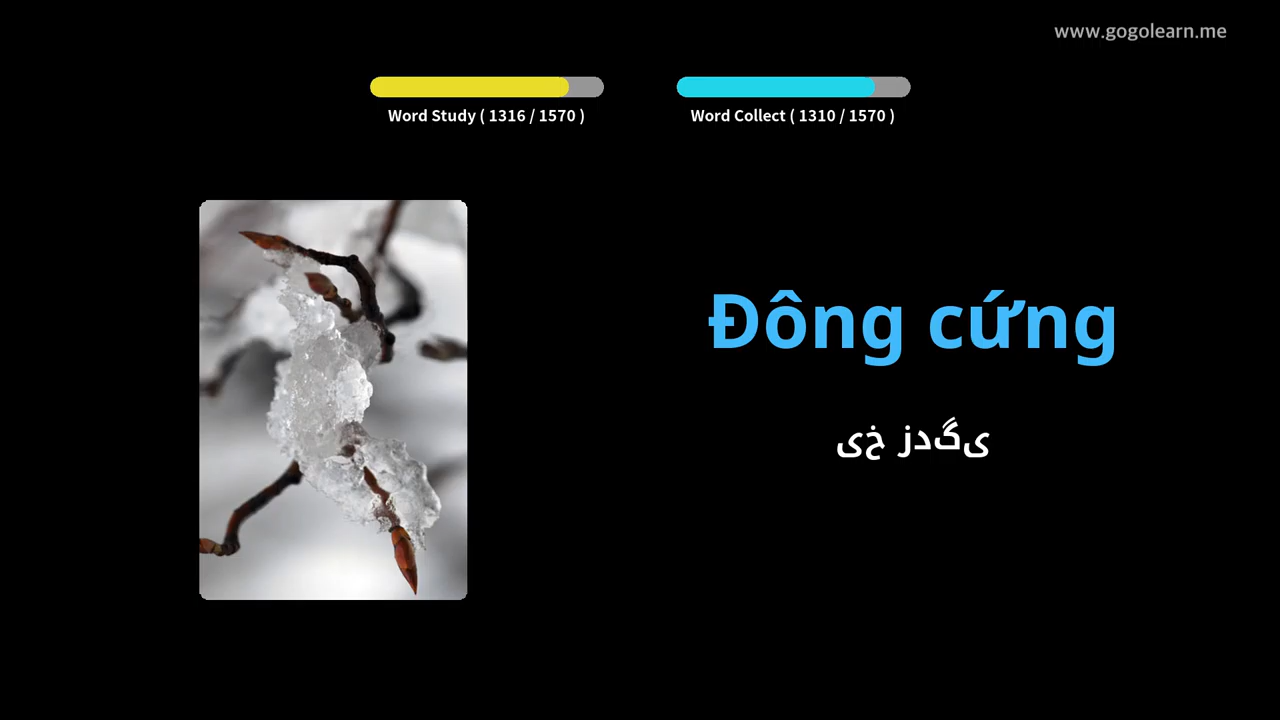 www.gogolearn.me
Word Study ( 1316 / 1570 )
Word Collect ( 1310 / 1570 )
Đông cứng
یخ زدگی